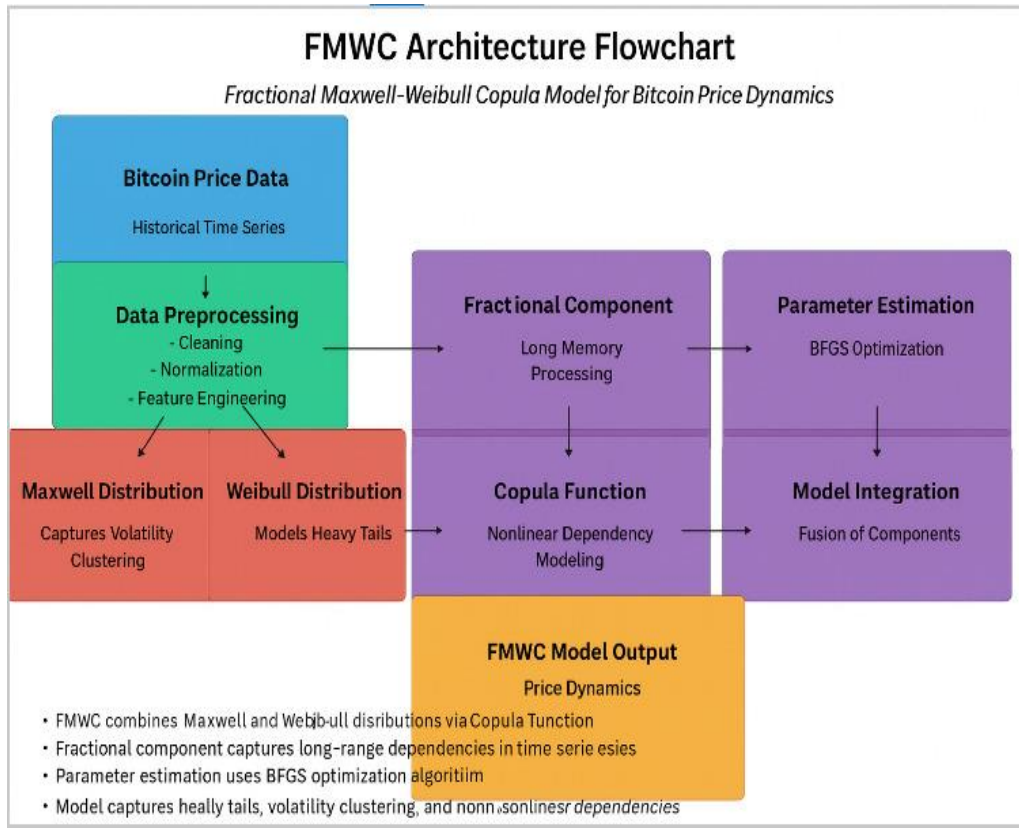 FMWC Architecture Flowchart
Fractional Maxwell-Weibull Copula Model for Bitcoin Price Dynamics
Bitcoin Price Data
Historical Time Series
Data Preprocessing
- Cleaning
- Normalization
- Feature Engineering
Fractional Component
Long Memory
Processing
Parameter Estimation
BFGS Optimization
Maxwell Distribution
Captures Volatility
Clustering
Weibull Distribution
Models Heavy Tails
Copula Function
Nonlinear Dependency
Modeling
Model Integration
Fusion of Components
FMWC Model Output
Price Dynamics
• FMWC combines Maxwell and Webb-ull disributions via Copula Tunction
• Fractional component captures long-range dependencies in time serie esies
• Parameter estimation uses BFGS optimization algoritiim
• Model captures heally tails, volatility clustering, and nonn sonlinesr dependencies